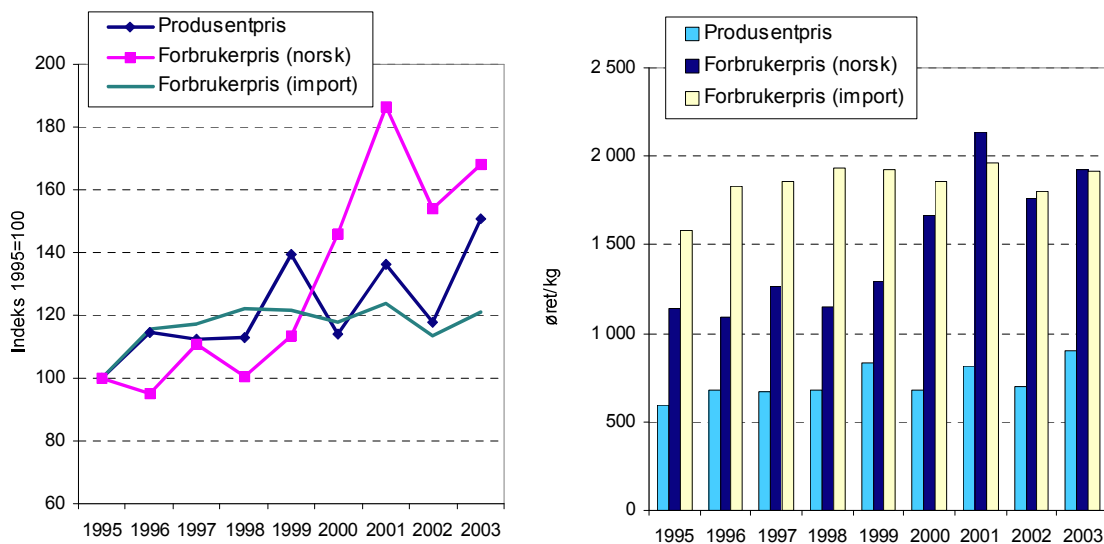 Produsentpris
Forbrukerpris (norsk)
Forbrukerpris (import)
200
180
160
140
120
100
80
60
Indeks 1995=100
1995 1996 1997 1998 1999 2000 2001 2002 2003
Produsentpris
Forbrukerpris (norsk)
Forbrukerpris (import)
2 500
2 000
1 500
1 000
500
0
øret/kg
1995 1996 1997 1998 1999 2000 2001 2002 2003